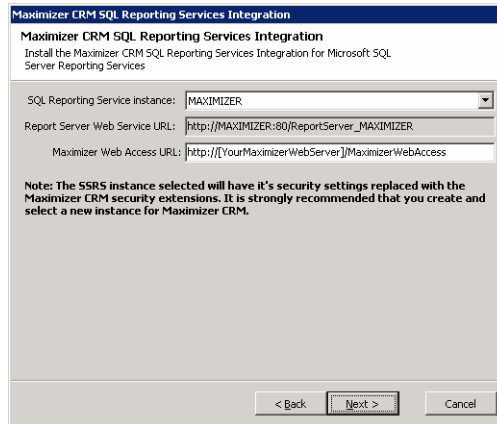 Maximizer CRM SQL Reporting Services Integration
Maximizer CRM SQL Reporting Services Integration
Install the Maximizer CRM SQL Reporting Services Integration for Microsoft SQL
Server Reporting Services
SQL Reporting Service instance: MAXIMIZER
Report Server Web Service URL: http://MAXIMIZER:80/ReportServer_MAXIMIZER
Maximizer Web Access URL: http://[YourMaximizerWebServer]/MaximizerWebAccess
Note: The SSRS instance selected will have it's security settings replaced with the
Maximizer CRM security extensions. It is strongly recommended that you create and
select a new instance for Maximizer CRM.
< Back Next > Cancel